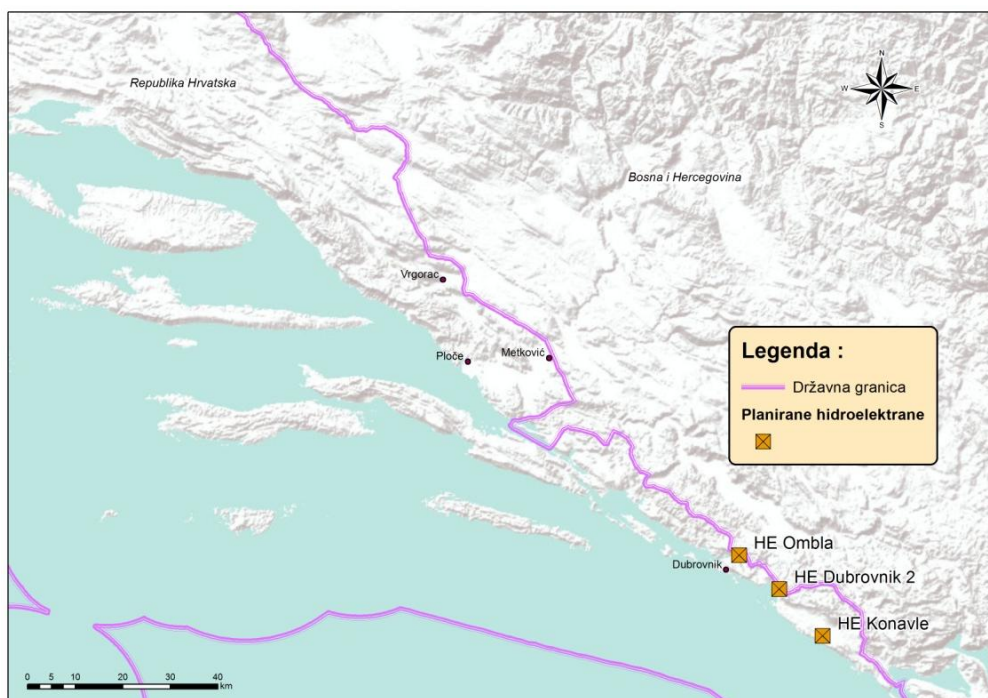 Republika Hrvatska
N
W E
S
Bosna i Hercegovina
Vrgorac
Ploče
Metković
Legenda :
Državna granica
Planirane hidroelektrane
HE Ombla
Dubrovnik
HE Dubrovnik 2
HE Konavle
0 5 10 20 30 40
km